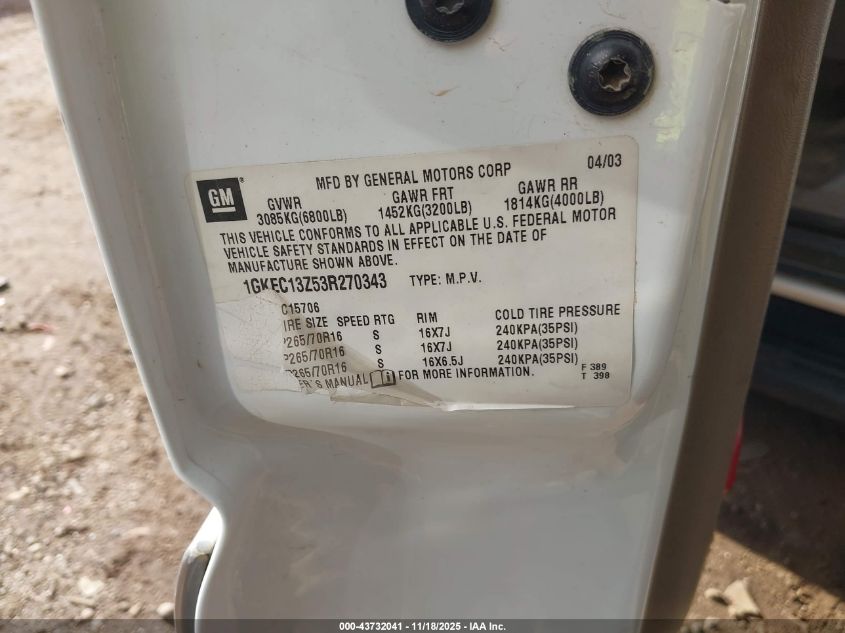 MFD BY GENERAL MOTORS CORP 04/03
GM®
GVWR GAWR FRT GAWR RR
3085KG(6800LB) 1452KG(3200LB) 1814KG(4000LB)
THIS VEHICLE CONFORMS TO ALL APPLICABLE U.S. FEDERAL MOTOR
VEHICLE SAFETY STANDARDS IN EFFECT ON THE DATE OF
MANUFACTURE SHOWN ABOVE.
1GKEC13Z53R270343 TYPE: M.P.V.
C15706
IRE SIZE SPEED RTG RIM COLD TIRE PRESSURE
P265/70R16 S 16X7J 240KPA(35PSI)
P265/70R16 S 16X7J 240KPA(35PSI)
P265/70R16 S 16X6.5J 240KPA(35PSI)
ER'S MANUAL FOR MORE INFORMATION.
F 389
T 390
000-43732041 - 11/18/2025 - IAA Inc.